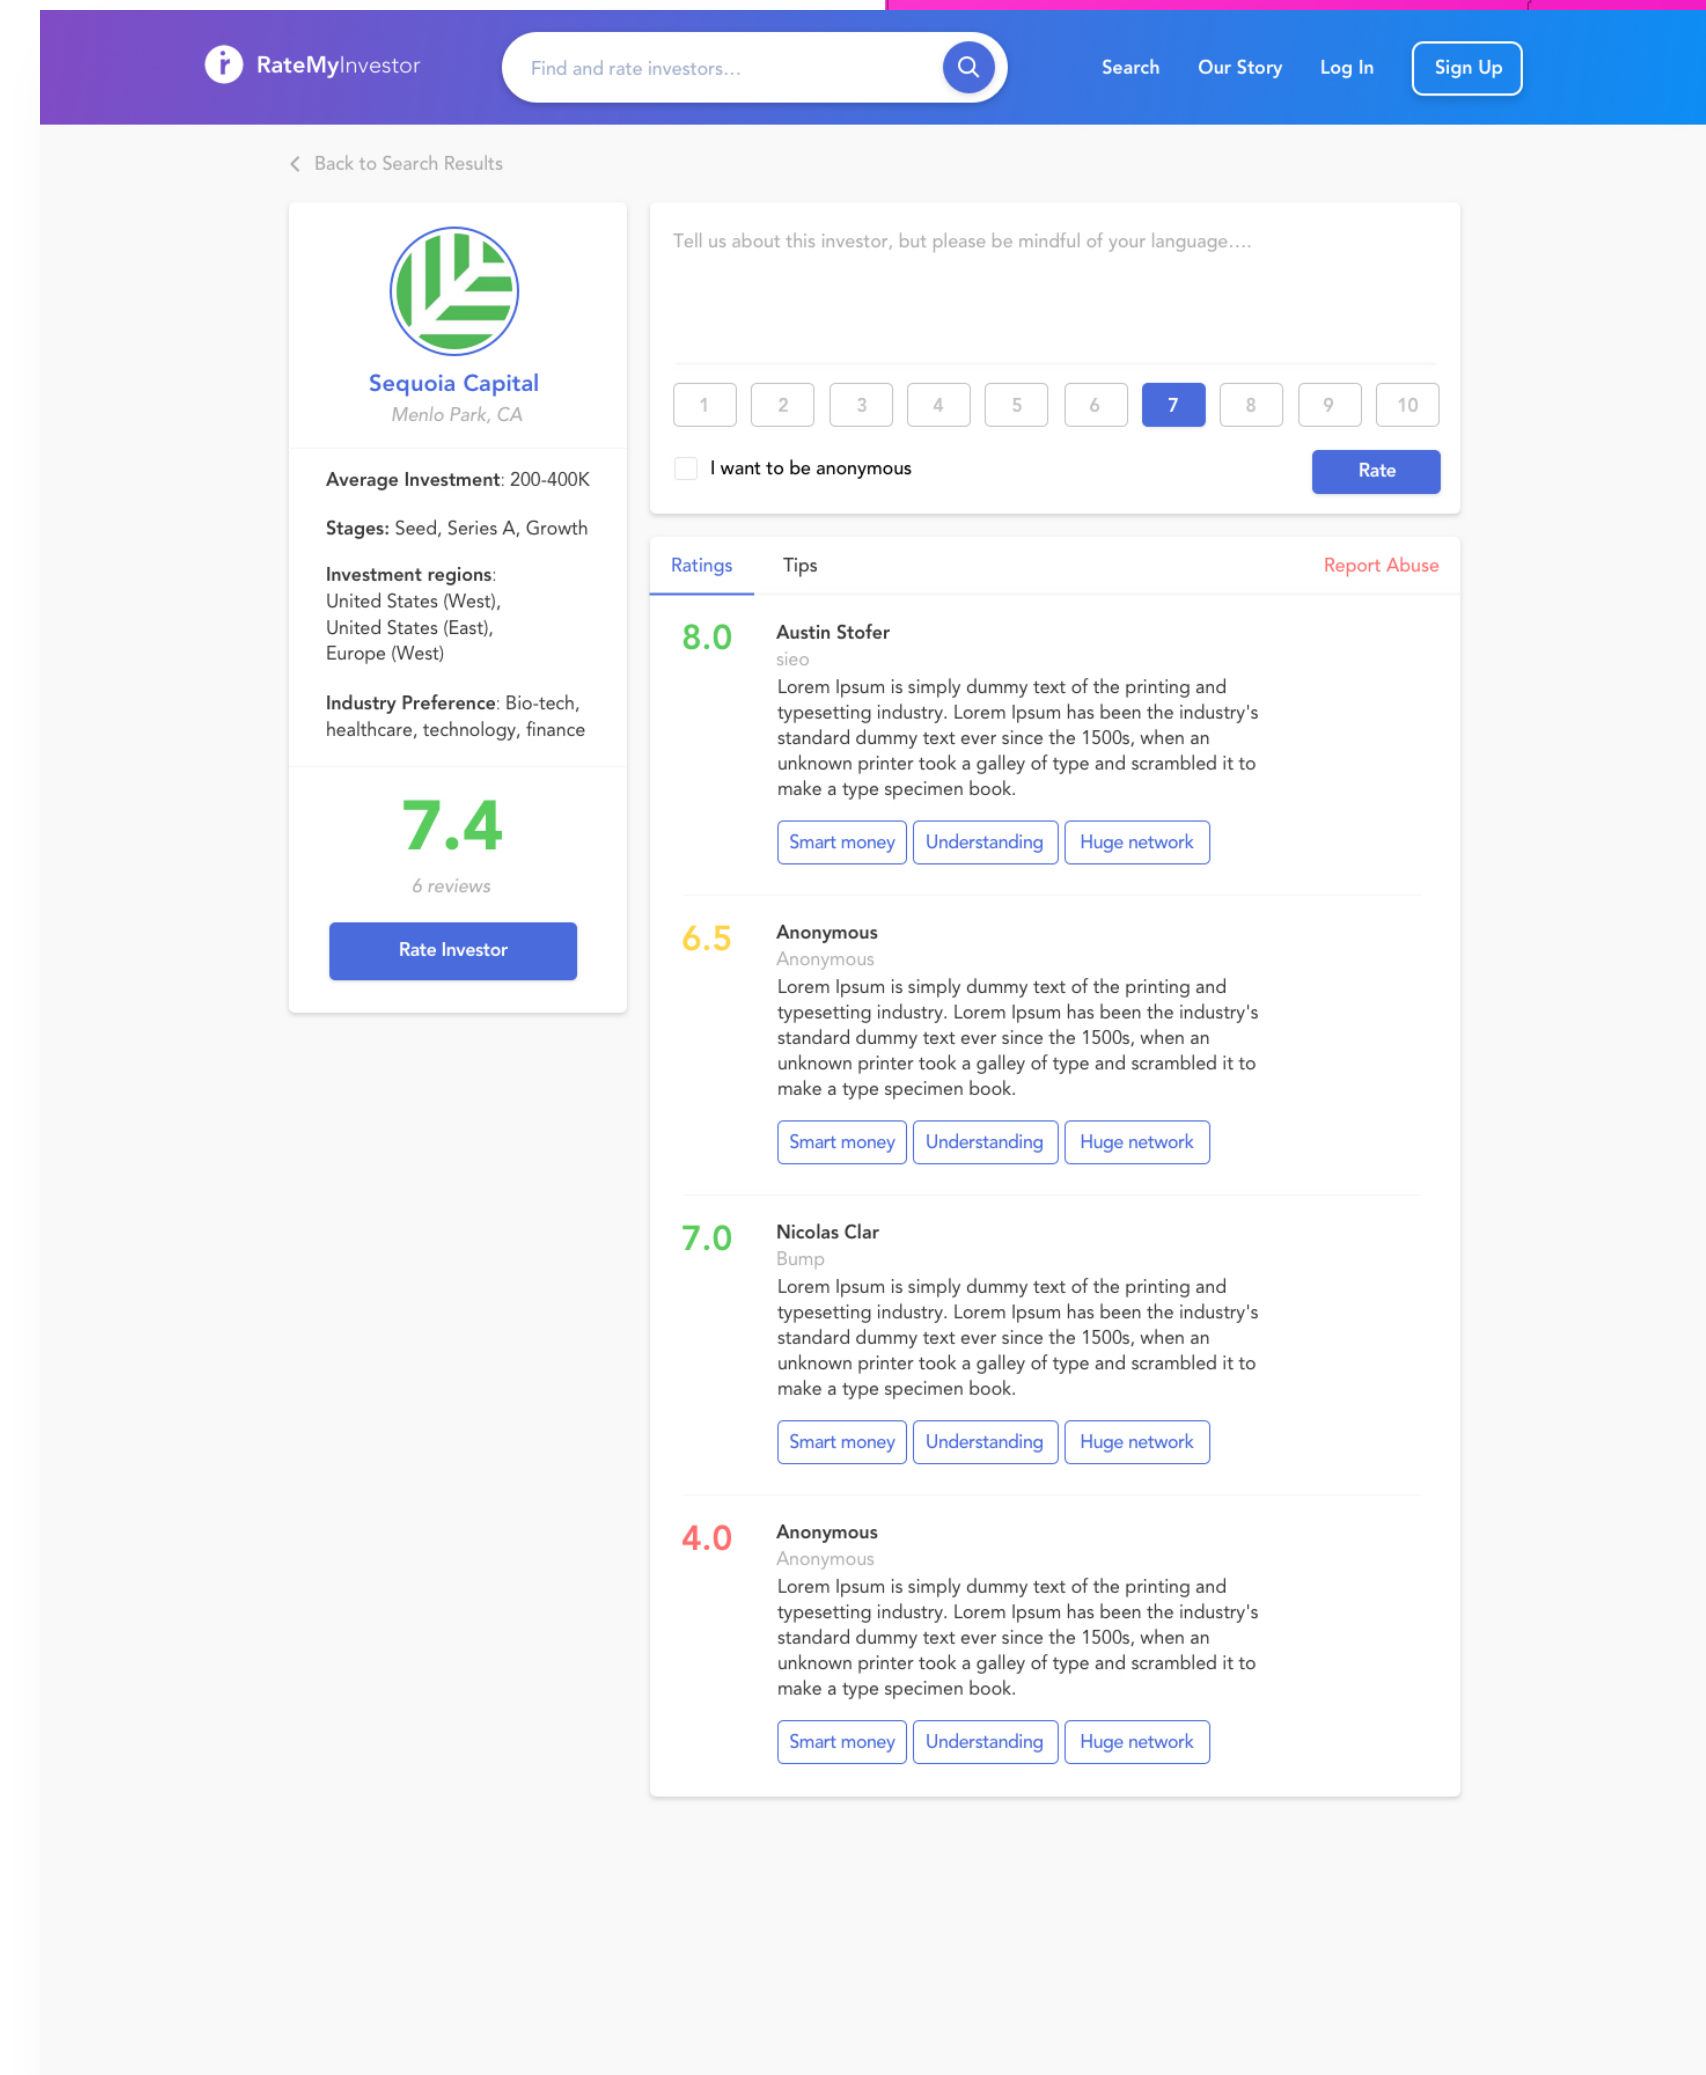 RateMyInvestor
Find and rate investors...
Search
Our Story
Log In
Sign Up
Back to Search Results
Sequoia Capital
Menlo Park, CA
Average Investment: 200-400K
Stages: Seed, Series A, Growth
Investment regions:
United States (West),
United States (East),
Europe (West)
Industry Preference: Bio-tech,
healthcare, technology, finance
7.4
6 reviews
Rate Investor
Tell us about this investor, but please be mindful of your language....
1 2 3 4 5 6 7 8 9 10
I want to be anonymous
Rate
Ratings
Tips
Report Abuse
8.0
Austin Stofer
sieo
Lorem Ipsum is simply dummy text of the printing and
typesetting industry. Lorem Ipsum has been the industry's
standard dummy text ever since the 1500s, when an
unknown printer took a galley of type and scrambled it to
make a type specimen book.
Smart money
Understanding
Huge network
6.5
Anonymous
Anonymous
Lorem Ipsum is simply dummy text of the printing and
typesetting industry. Lorem Ipsum has been the industry's
standard dummy text ever since the 1500s, when an
unknown printer took a galley of type and scrambled it to
make a type specimen book.
Smart money
Understanding
Huge network
7.0
Nicolas Clar
Bump
Lorem Ipsum is simply dummy text of the printing and
typesetting industry. Lorem Ipsum has been the industry's
standard dummy text ever since the 1500s, when an
unknown printer took a galley of type and scrambled it to
make a type specimen book.
Smart money
Understanding
Huge network
4.0
Anonymous
Anonymous
Lorem Ipsum is simply dummy text of the printing and
typesetting industry. Lorem Ipsum has been the industry's
standard dummy text ever since the 1500s, when an
unknown printer took a galley of type and scrambled it to
make a type specimen book.
Smart money
Understanding
Huge network